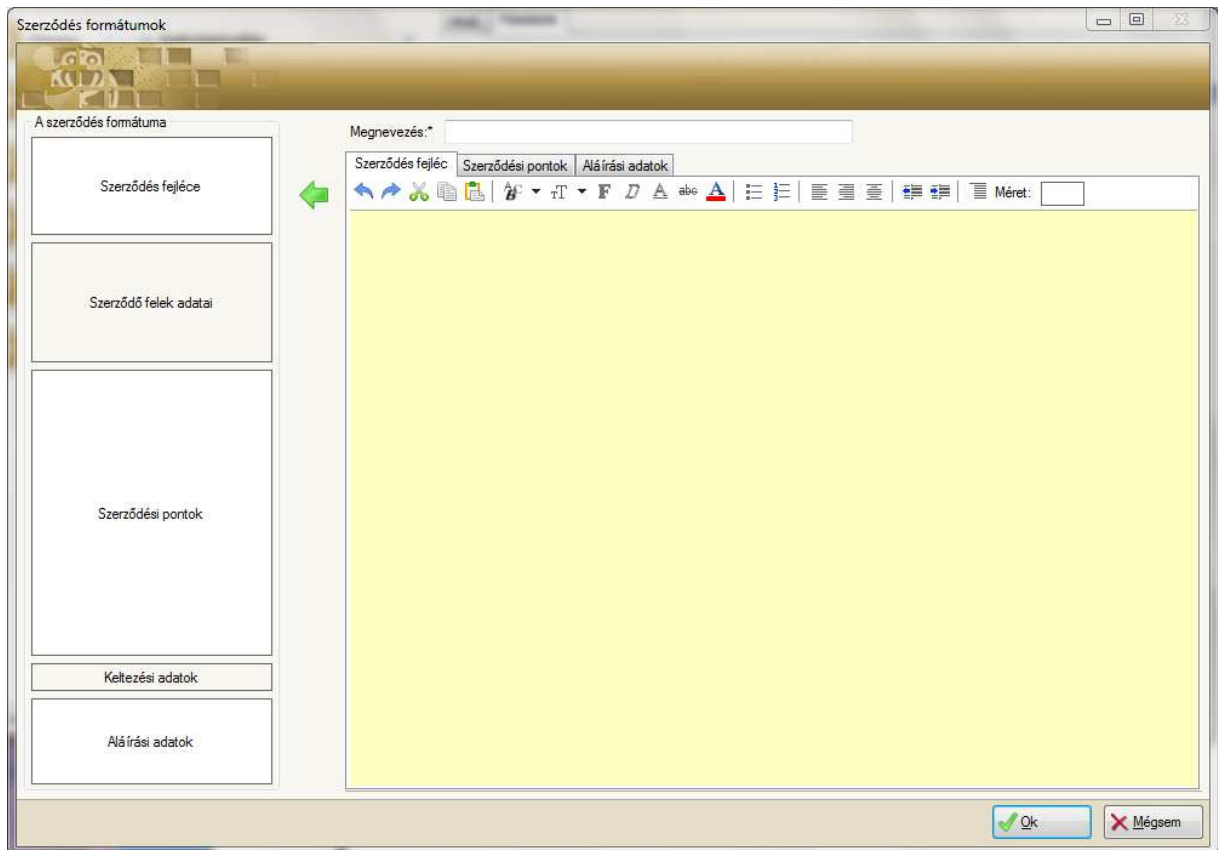 Szerződés formátumok
A szerződés formátuma
Szerződés fejléce
Szerződő felek adatai
Szerződési pontok
Keltezési adatok
Aláírási adatok
Megnevezés:*
Szerződés fejléc Szerződési pontok Aláírási adatok
F D A abc A Méret:
Ok Mégsem